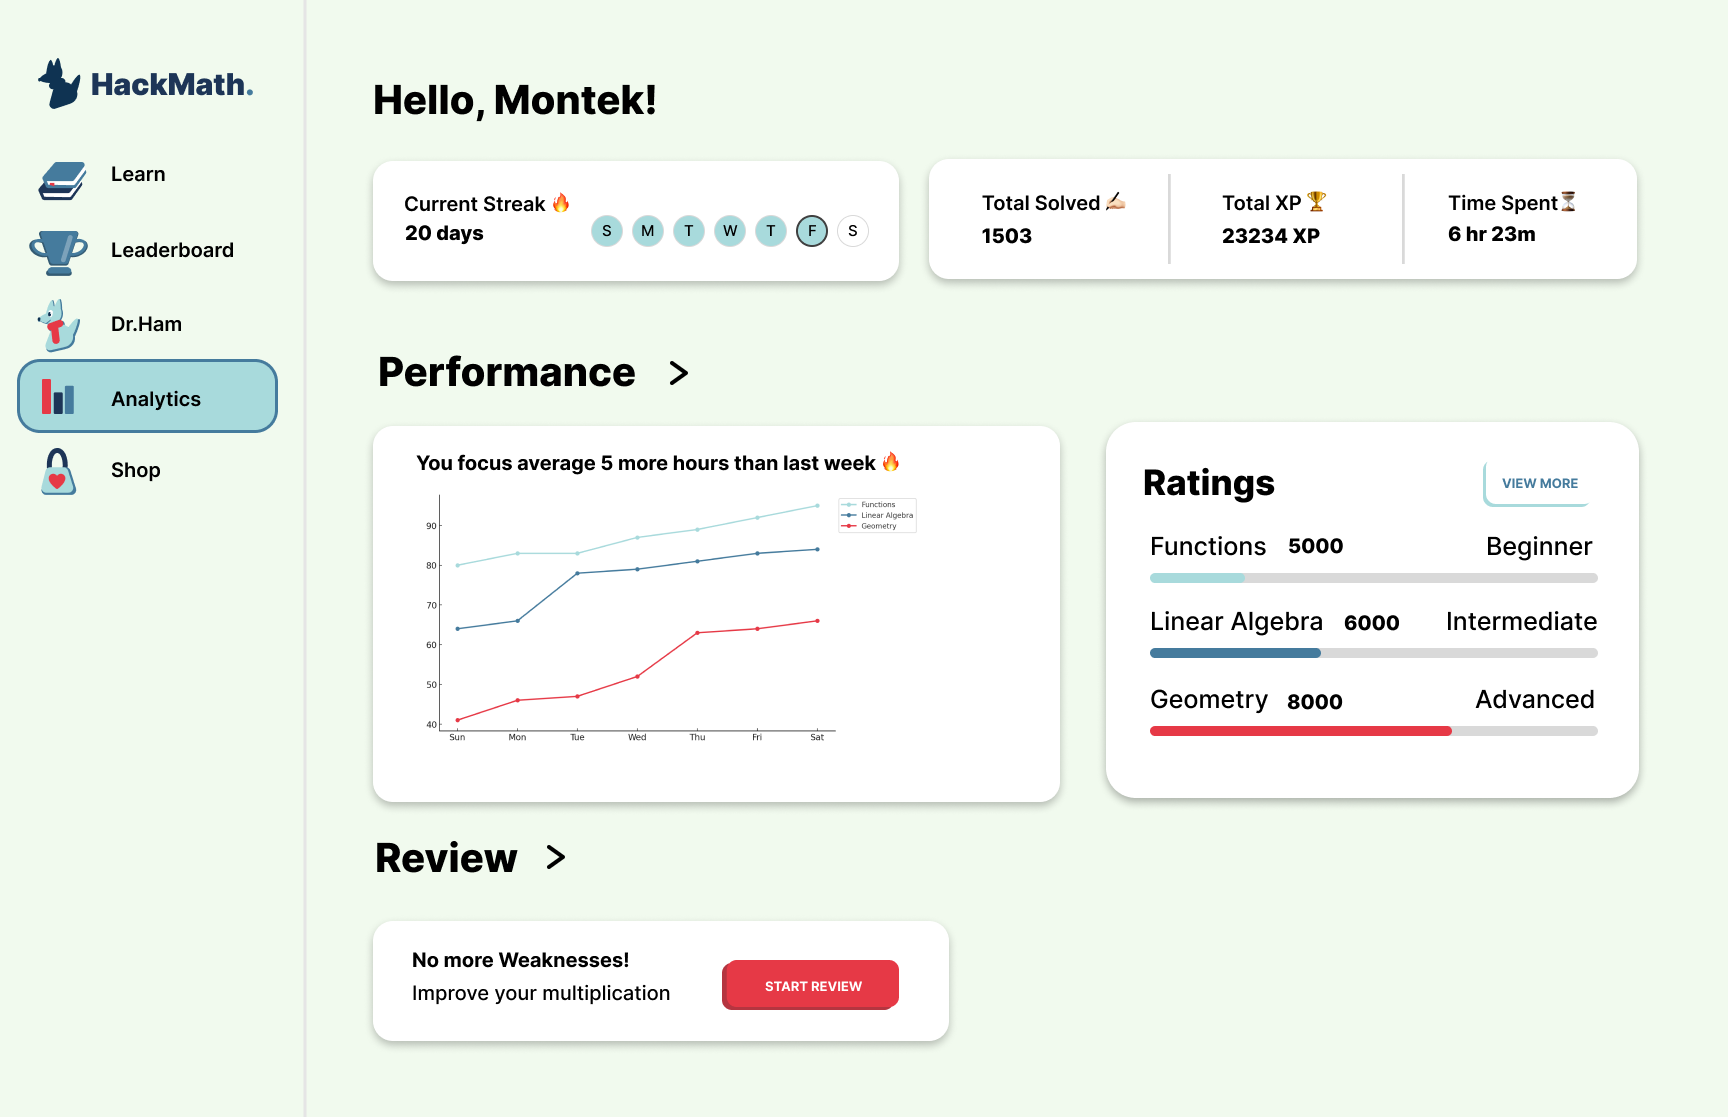 HackMath.
Learn
Leaderboard
Dr.Ham
Analytics
Shop
Hello, Montek!
Current Streak 🔥
20 days
S M T W T F S
Total Solved ✍🏻
1503
Total XP 🏆
23234 XP
Time Spent⏳
6 hr 23m
Performance >
You focus average 5 more hours than last week 🔥
Functions
Linear Algebra
Geometry
90
80
70
60
50
40
Sun Mon Tue Wed Thu Fri Sat
Ratings
VIEW MORE
Functions 5000 Beginner
Linear Algebra 6000 Intermediate
Geometry 8000 Advanced
Review >
No more Weaknesses!
Improve your multiplication
START REVIEW